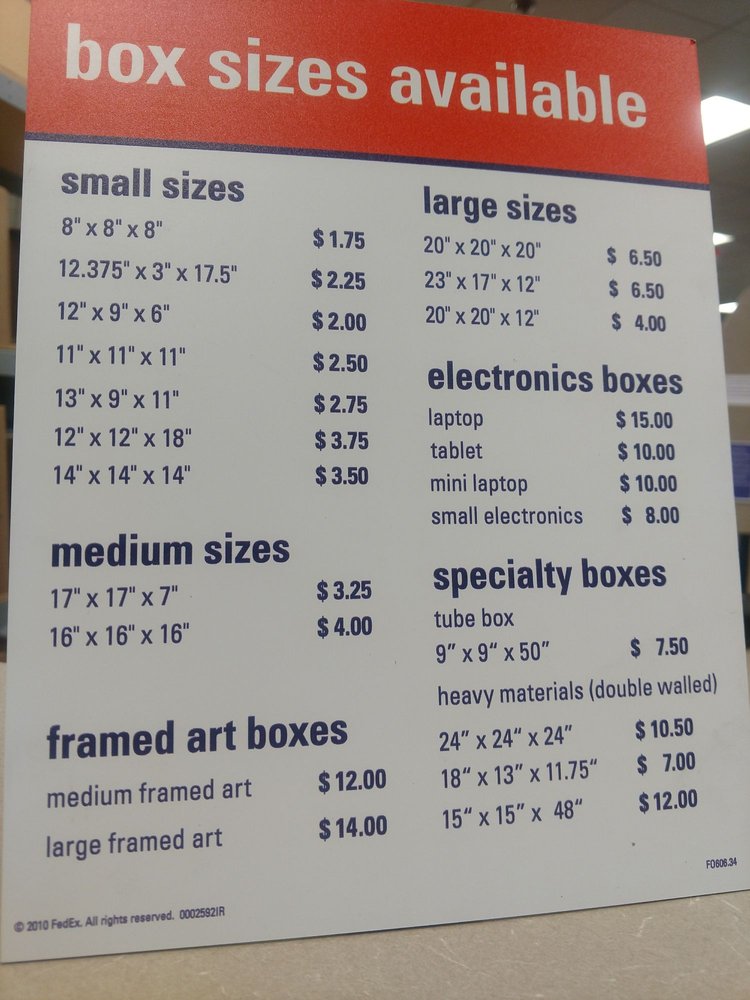 box sizes available
small sizes
8" x 8" x 8" $ 1.75
12.375" x 3" x 17.5" $ 2.25
12" x 9" x 6" $ 2.00
11" x 11" x 11" $ 2.50
13" x 9" x 11" $ 2.75
12" x 12" x 18" $ 3.75
14" x 14" x 14" $ 3.50
medium sizes
17" x 17" x 7" $ 3.25
16" x 16" x 16" $ 4.00
framed art boxes
medium framed art $ 12.00
large framed art $ 14.00
large sizes
20" x 20" x 20" $ 6.50
23" x 17" x 12" $ 6.50
20" x 20" x 12" $ 4.00
electronics boxes
laptop $ 15.00
tablet $ 10.00
mini laptop $ 10.00
small electronics $ 8.00
specialty boxes
tube box
9” x 9“ x 50” $ 7.50
heavy materials (double walled)
24” x 24“ x 24” $ 10.50
18“ x 13” x 11.75“ $ 7.00
15“ x 15” x 48“ $ 12.00
FO606.34
© 2010 FedEx. All rights reserved. 0002592IR